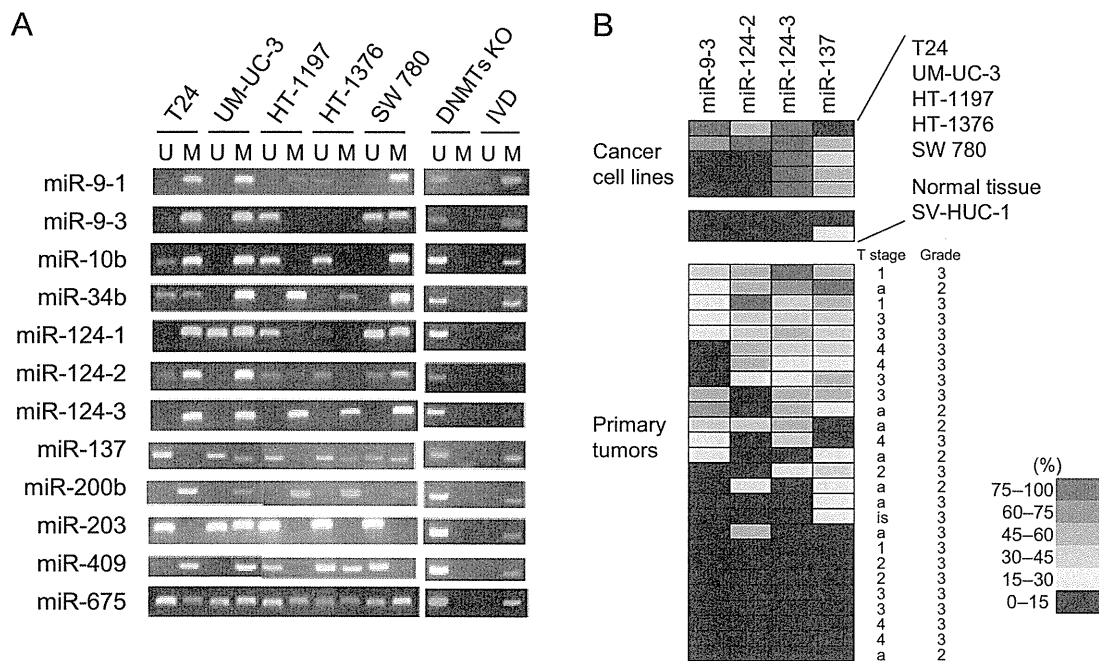 A
T24
UM-UC-3
HT-1197
HT-1376
SW 780
DNMTs KO
IVD
U M U M U M U M U M U M U M
miR-9-1
miR-9-3
miR-10b
miR-34b
miR-124-1
miR-124-2
miR-124-3
miR-137
miR-200b
miR-203
miR-409
miR-675
B
miR-9-3
miR-124-2
miR-124-3
miR-137
T24
UM-UC-3
HT-1197
HT-1376
SW 780
Cancer
cell lines
Normal tissue
SV-HUC-1
T stage Grade
1 3
a 2
1 3
3 3
3 3
4 3
4 3
3 3
3 3
a 2
a 2
4 3
a 2
2 3
a 2
a 3
is 3
a 3
1 3
2 3
2 3
3 3
3 3
4 3
4 3
a 2
Primary
tumors
(%)
75–100
60–75
45–60
30–45
15–30
0–15